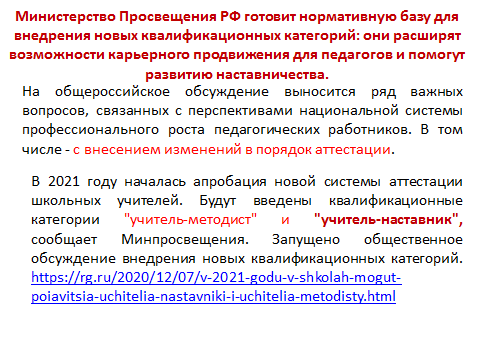 Министерство Просвещения РФ готовит нормативную базу для
внедрения новых квалификационных категорий: они расширят
возможности карьерного продвижения для педагогов и помогут
развитию наставничества.
На общероссийское обсуждение выносится ряд важных
вопросов, связанных с перспективами национальной системы
профессионального роста педагогических работников. В том
числе - с внесением изменений в порядок аттестации.
В 2021 году началась апробация новой системы аттестации
школьных учителей. Будут введены квалификационные
категории "учитель-методист" и "учитель-наставник",
сообщает Минпросвещения. Запущено общественное
обсуждение внедрения новых квалификационных категорий.
https://rg.ru/2020/12/07/v-2021-godu-v-shkolah-mogut-
poiavitsia-uchitelia-nastavniki-i-uchitelia-metodisty.html